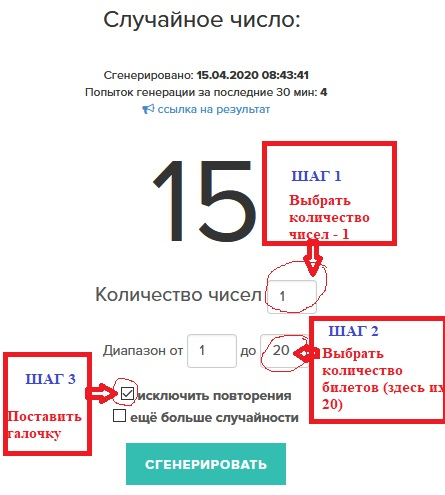 Случайное число:
Сгенерировано: 15.04.2020 08:43:41
Попыток генерации за последние 30 мин: 4
ссылка на результат
15
ШАГ 1
Выбрать
количество
чисел - 1
Количество чисел 1
Диапазон от 1 до 20
ШАГ 2
Выбрать
количество
билетов (здесь их
20)
ШАГ 3
Поставить
галочку
исключить повторения
ещё больше случайности
СГЕНЕРИРОВАТЬ